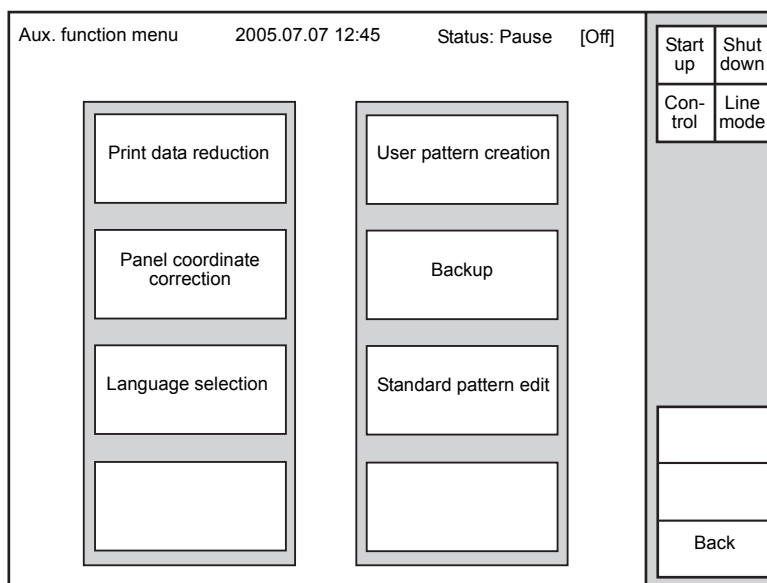 Aux. function menu 2005.07.07 12:45 Status: Pause [Off]
Print data reduction
Panel coordinate
correction
Language selection
User pattern creation
Backup
Standard pattern edit
Start
up
Shut
down
Con-
trol
Line
mode
Back